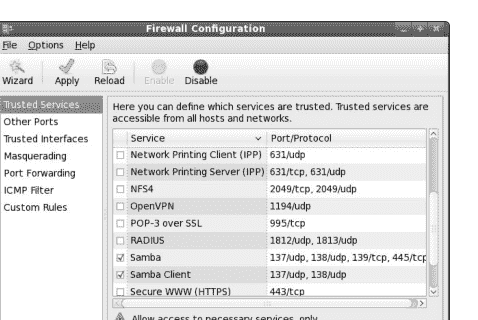 Firewall Configuration
File Options Help
Wizard Apply Reload Enable Disable
Trusted Services
Other Ports
Trusted Interfaces
Masquerading
Port Forwarding
ICMP Filter
Custom Rules
Here you can define which services are trusted. Trusted services are
accessible from all hosts and networks.
Service Port/Protocol
Network Printing Client (IPP) 631/udp
Network Printing Server (IPP) 631/tcp, 631/udp
NFS4 2049/tcp, 2049/udp
OpenVPN 1194/udp
POP-3 over SSL 995/tcp
RADIUS 1812/udp, 1813/udp
Samba 137/udp, 138/udp, 139/tcp, 445/tcp
Samba Client 137/udp, 138/udp
Secure WWW (HTTPS) 443/tcp
Allow access to necessary services, only.